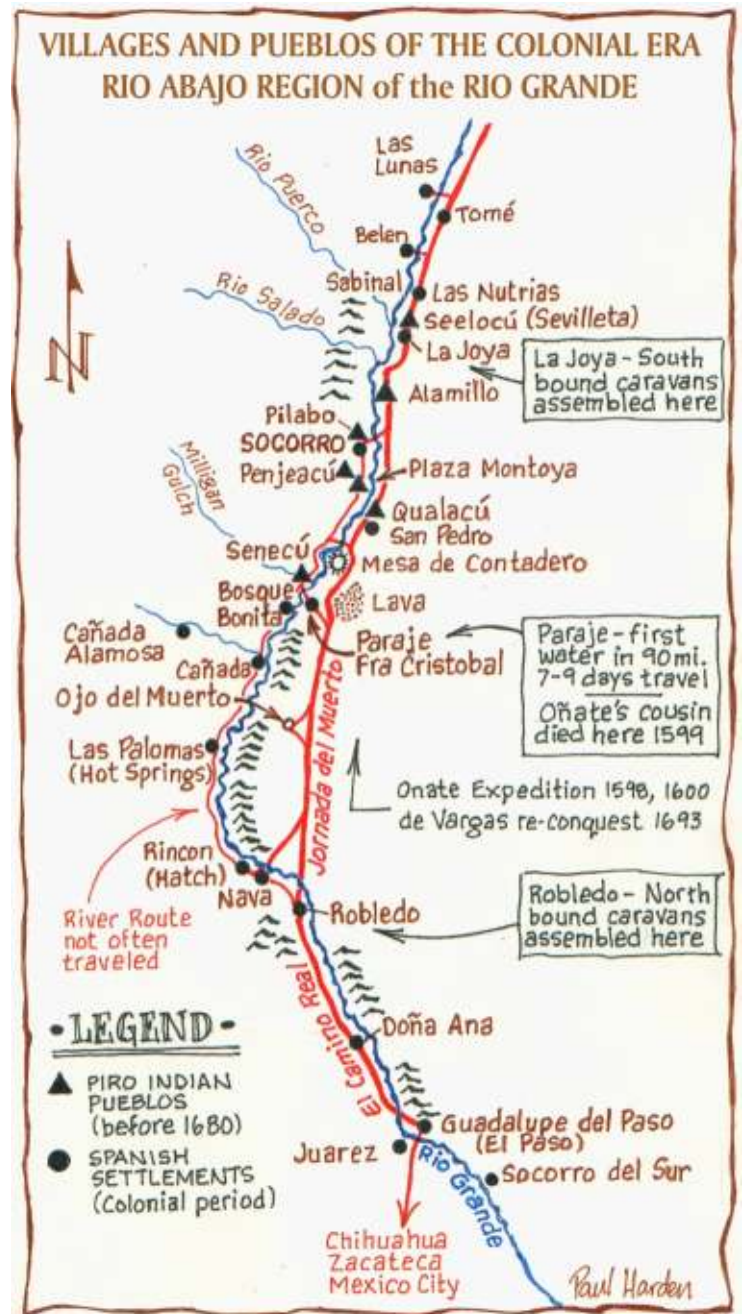 VILLAGES AND PUEBLOS OF THE COLONIAL ERA
RIO ABAJO REGION of the RIO GRANDE
Las
Lunas
Rio Puerco
Tomé
Belen
Sabinal
Las Nutrias
Rio Salado
Seelocú (Sevilleta)
La Joya
La Joya - South
bound caravans
assembled here
N
Alamillo
Pilabo
SOCORRO
Penjeacú
Plaza Montoya
Milligan
Gulch
Qualacú
San Pedro
Senecú
Mesa de Contadero
Bosque
Bonita
Lava
Cañada
Alamosa
Paraje
Fra Cristobal
Paraje - first
water in 90 mi.
7-9 days travel
Oñate's cousin
died here 1599
Cañada
Ojo del Muerto
Las Palomas
(Hot Springs)
Jornada del Muerto
Onate Expedition 1598, 1600
de Vargas re-conquest 1693
Rincon
(Hatch)
Nava
Robledo
Robledo - North
bound caravans
assembled here
River Route
not often
traveled
El Camino Real
Doña Ana
• LEGEND •
PIRO INDIAN
PUEBLOS
(before 1680)
SPANISH
SETTLEMENTS
(Colonial period)
Guadalupe del Paso
(El Paso)
Juarez
Rio Grande
Socorro del Sur
Chihuahua
Zacateca
Mexico City
Paul Harden